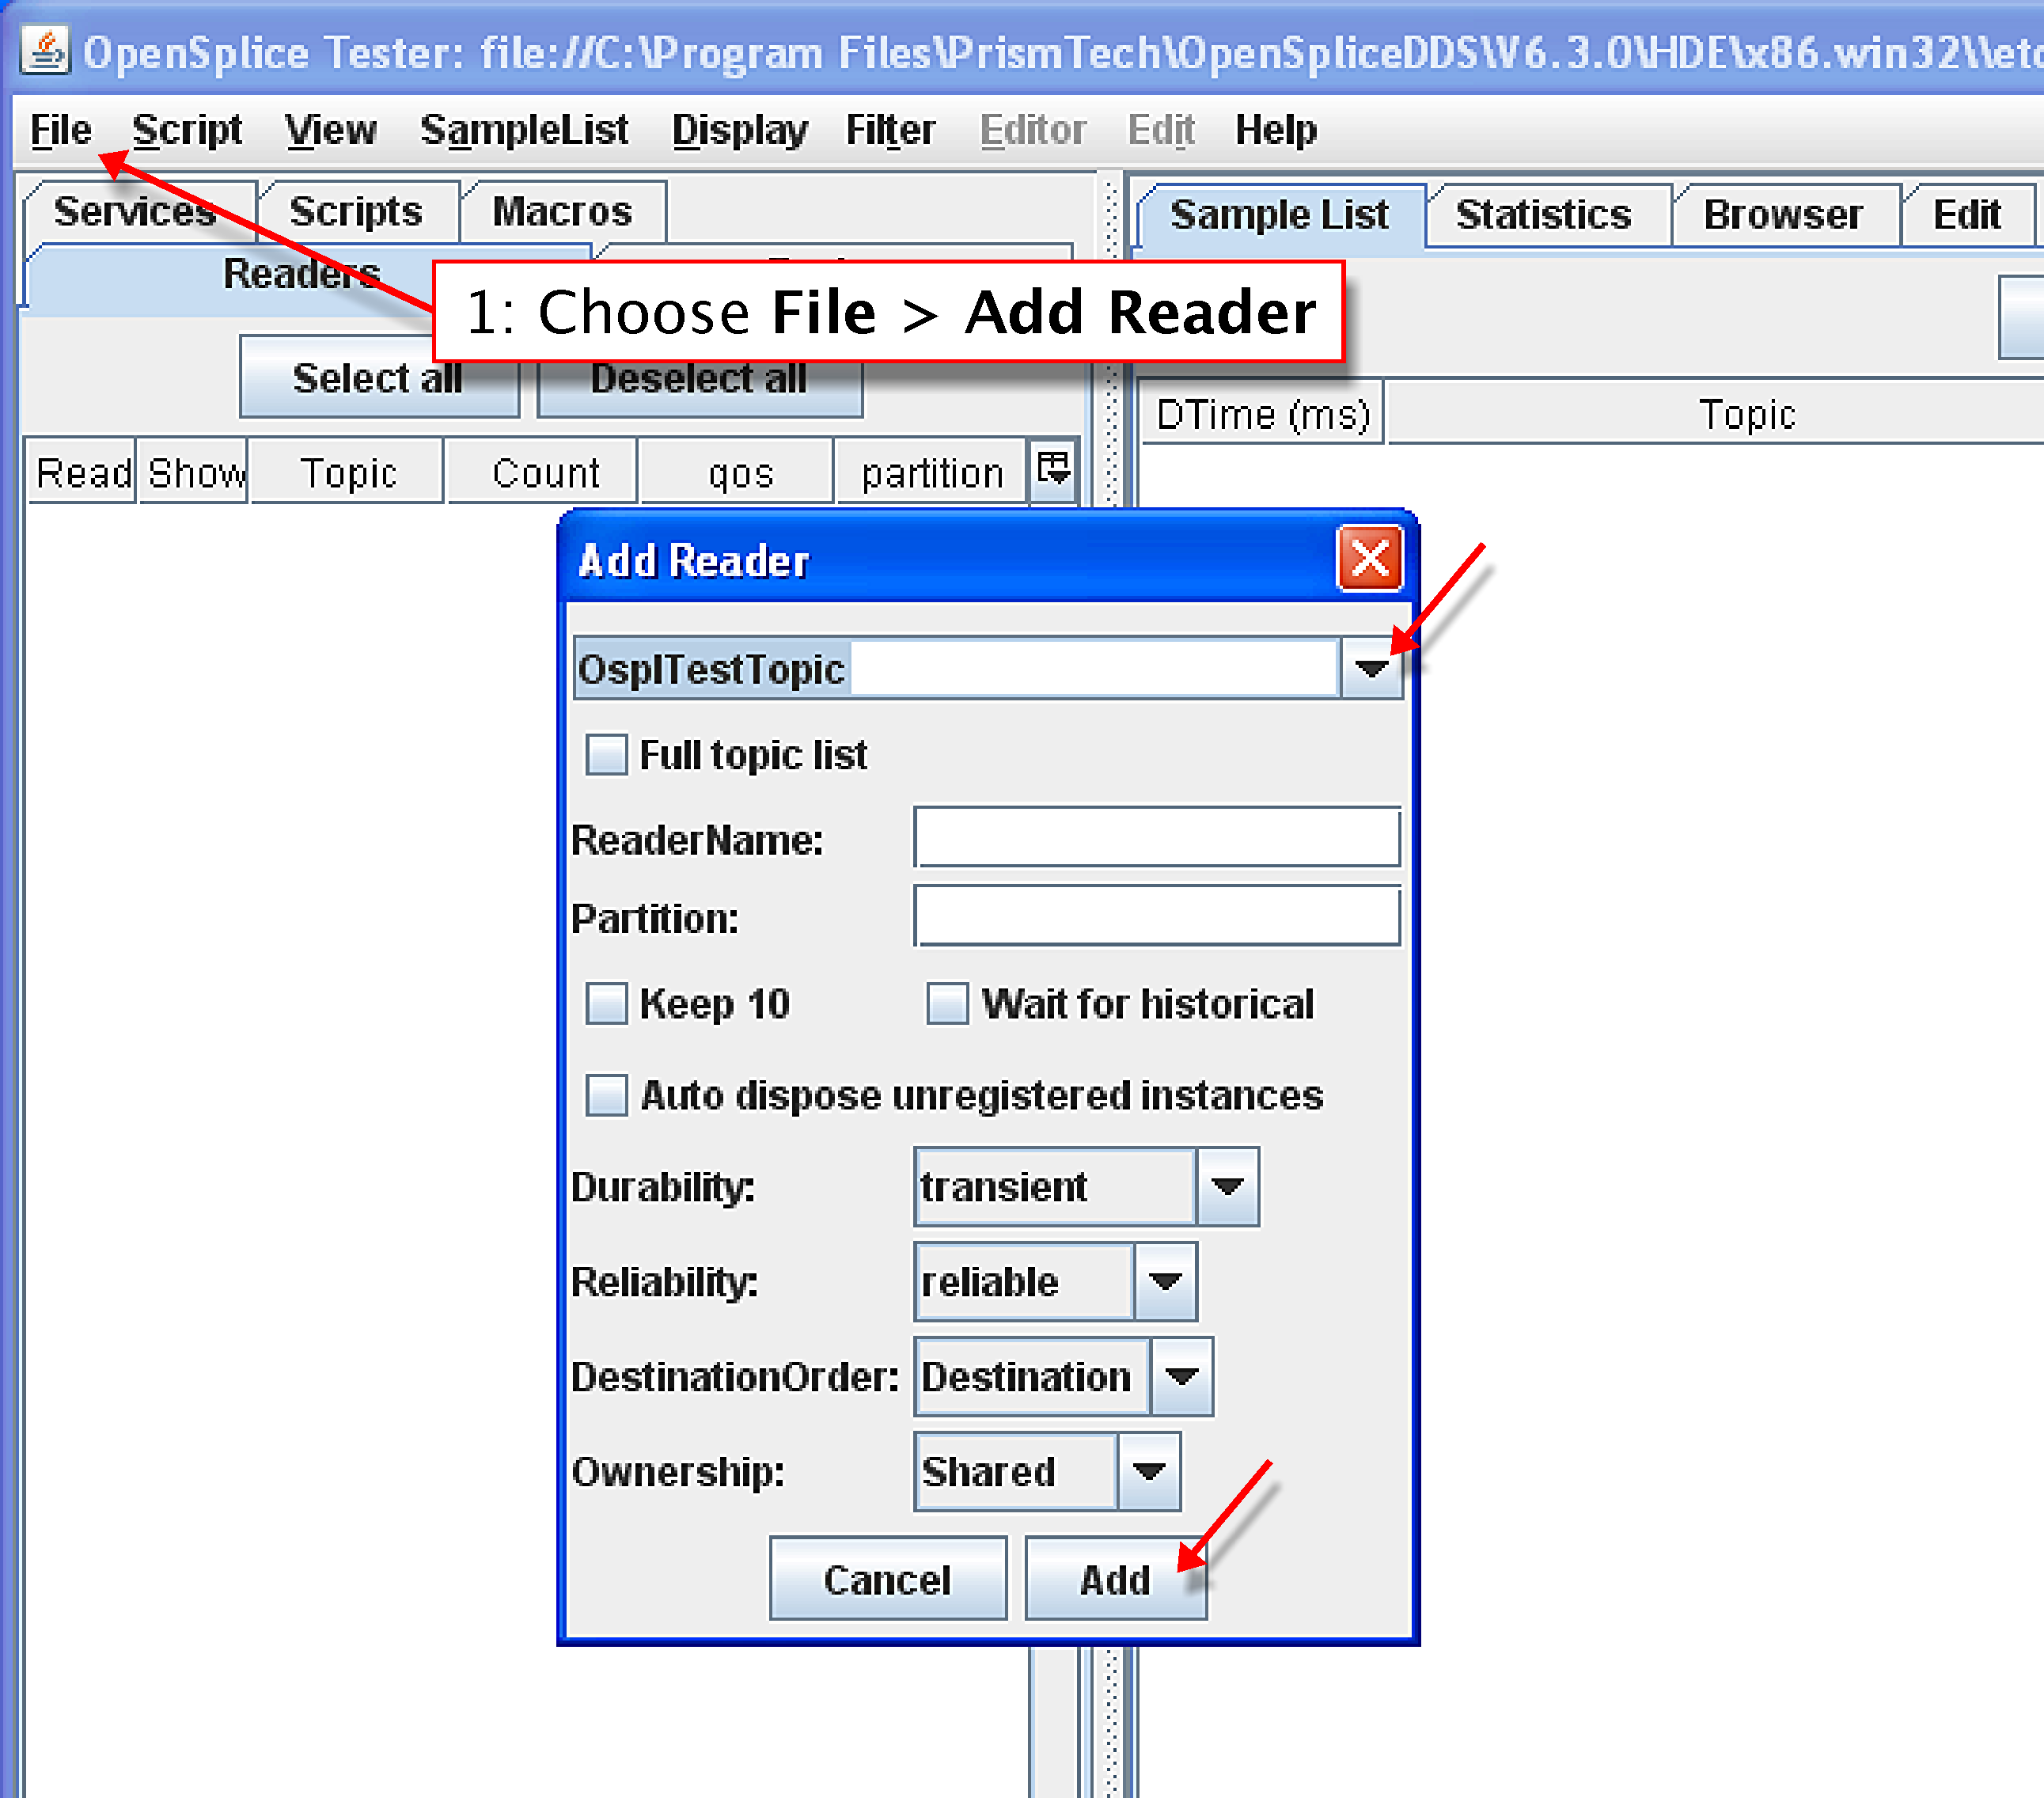 OpenSplice Tester: file://C:\Program Files\PrismTech\OpenSpliceDDS\V6.3.0\HDE\x86.win32\\etc
File Script View SampleList Display Filter Editor Edit Help
Services Scripts Macros
Sample List Statistics Browser Edit
Readers
1: Choose File > Add Reader
Select all Deselect all
DTime (ms) Topic
Read Show Topic Count qos partition
Add Reader
OsplTestTopic
Full topic list
ReaderName:
Partition:
Keep 10 Wait for historical
Auto dispose unregistered instances
Durability: transient
Reliability: reliable
DestinationOrder: Destination
Ownership: Shared
Cancel Add